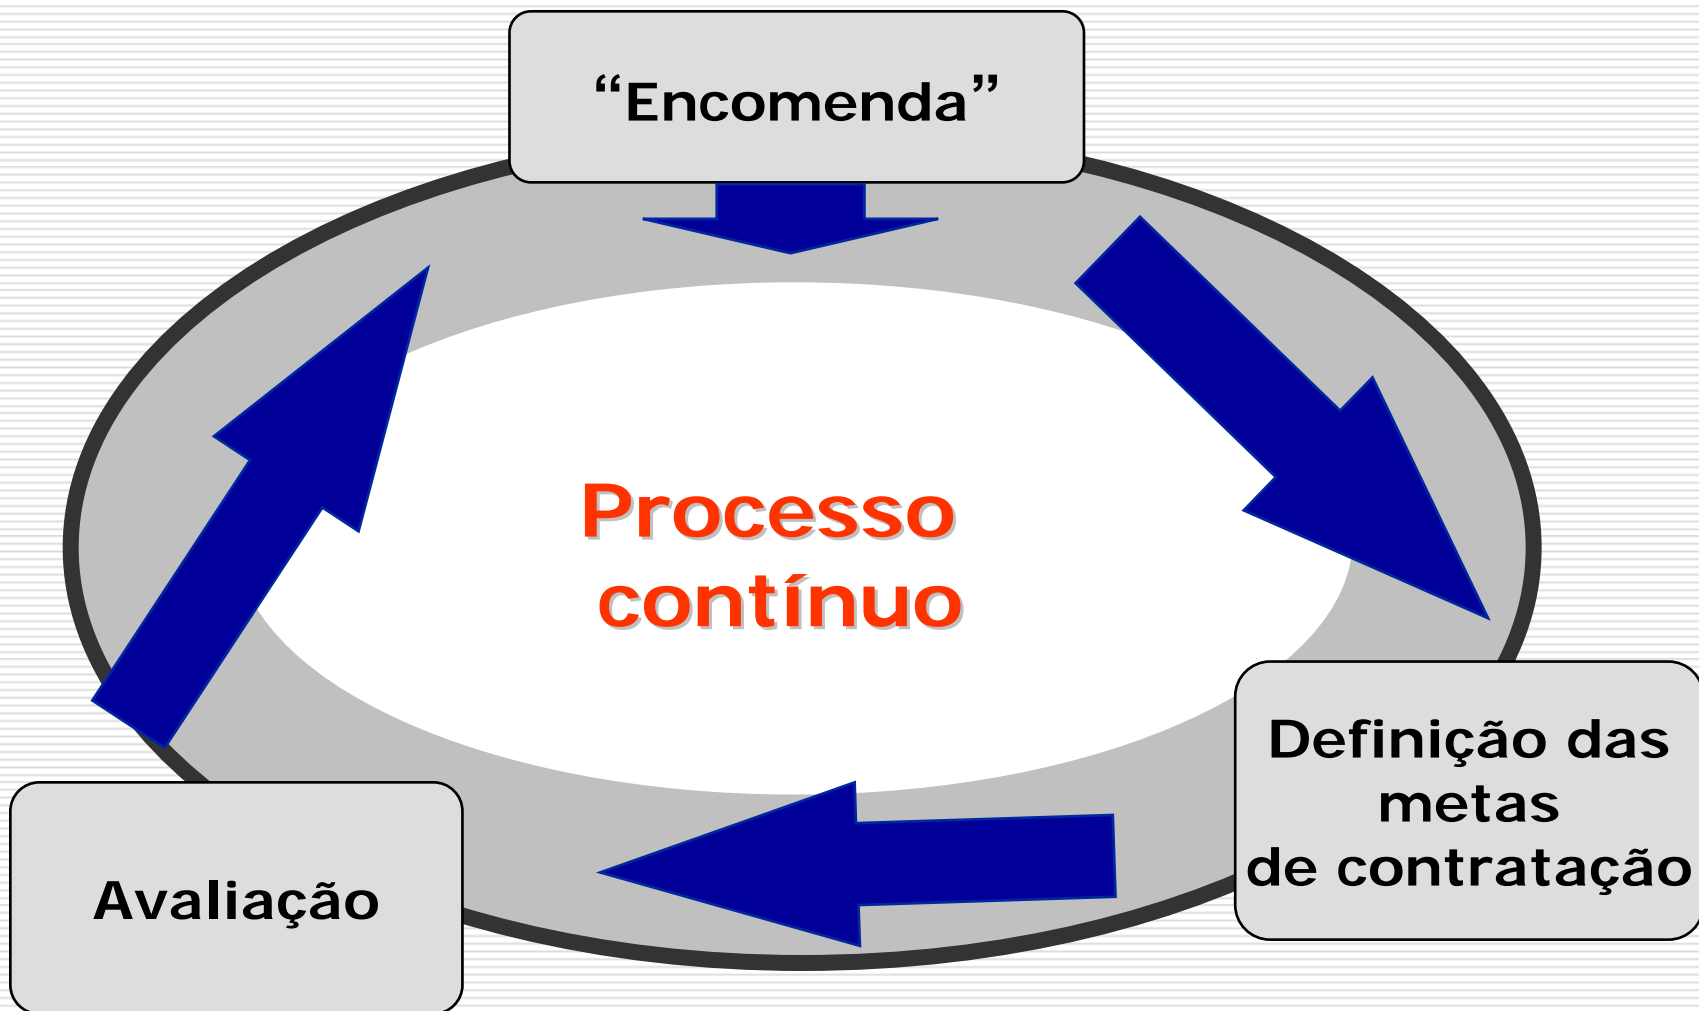 “Encomenda”
Processo
contínuo
Definição das
metas
de contratação
Avaliação